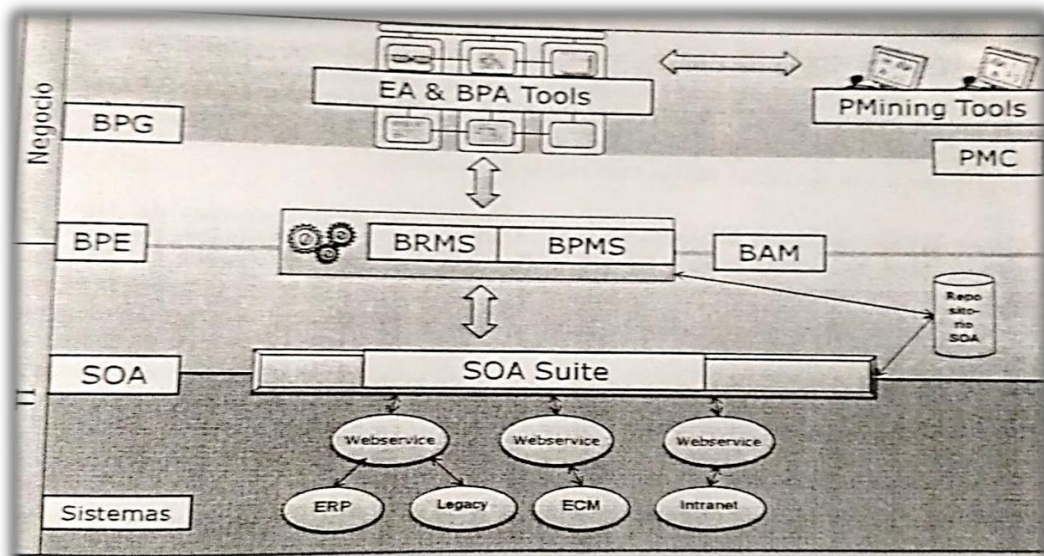 Negocio
EA & BPA Tools
PMining Tools
BPG
PMC
BPE
BRMS
BPMS
BAM
Repo
sito-
rio
SOA
SOA
SOA Suite
TI
Webservice
Webservice
Webservice
ERP
Legacy
ECM
Intranet
Sistemas